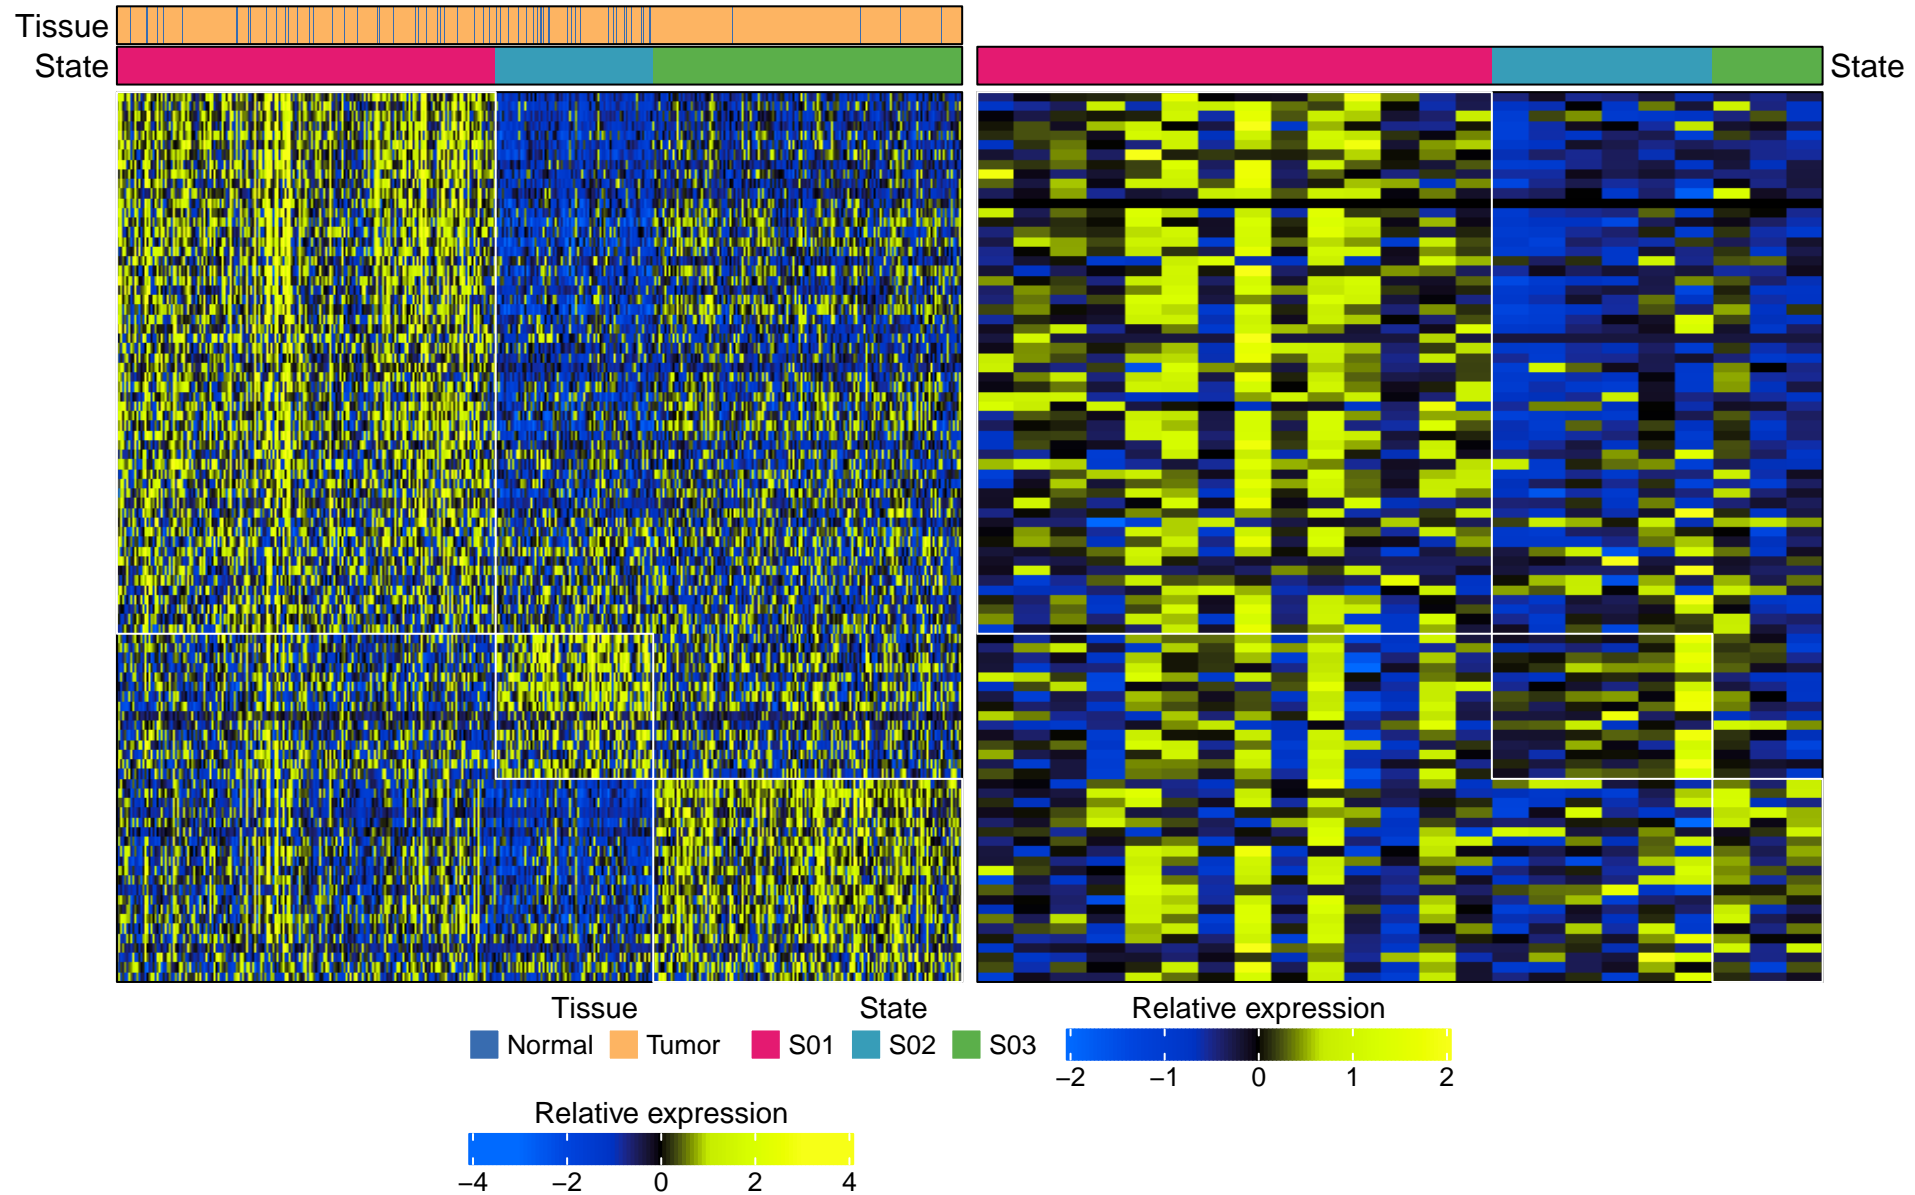 Tissue
State
State
Tissue State Relative expression
Normal Tumor S01 S02 S03
−2 −1 0 1 2
Relative expression
−4 −2 0 2 4